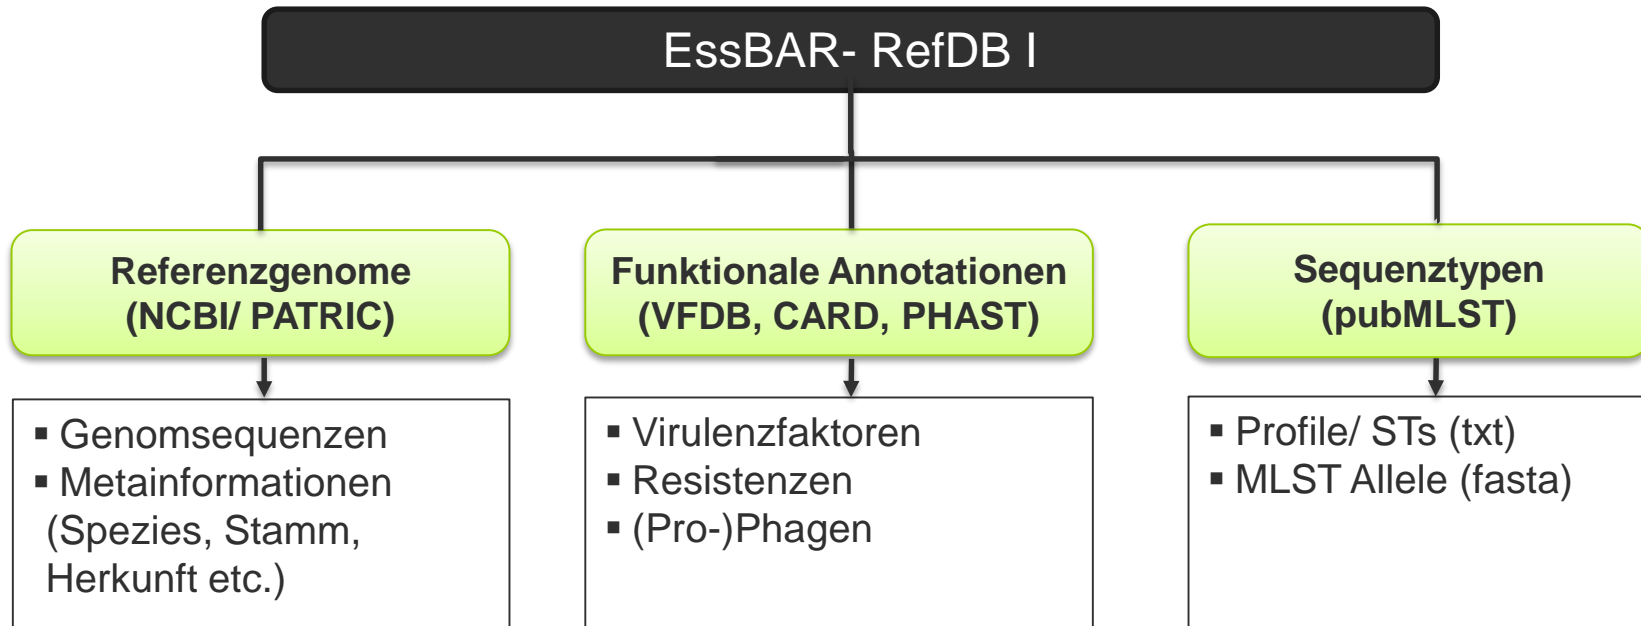 EssBAR- RefDB I
Referenzgenome
(NCBI/ PATRIC)
▪ Genomsequenzen
▪ Metainformationen
(Spezies, Stamm,
Herkunft etc.)
Funktionale Annotationen
(VFDB, CARD, PHAST)
▪ Virulenzfaktoren
▪ Resistenzen
▪ (Pro-)Phagen
Sequenztypen
(pubMLST)
▪ Profile/ STs (txt)
▪ MLST Allele (fasta)